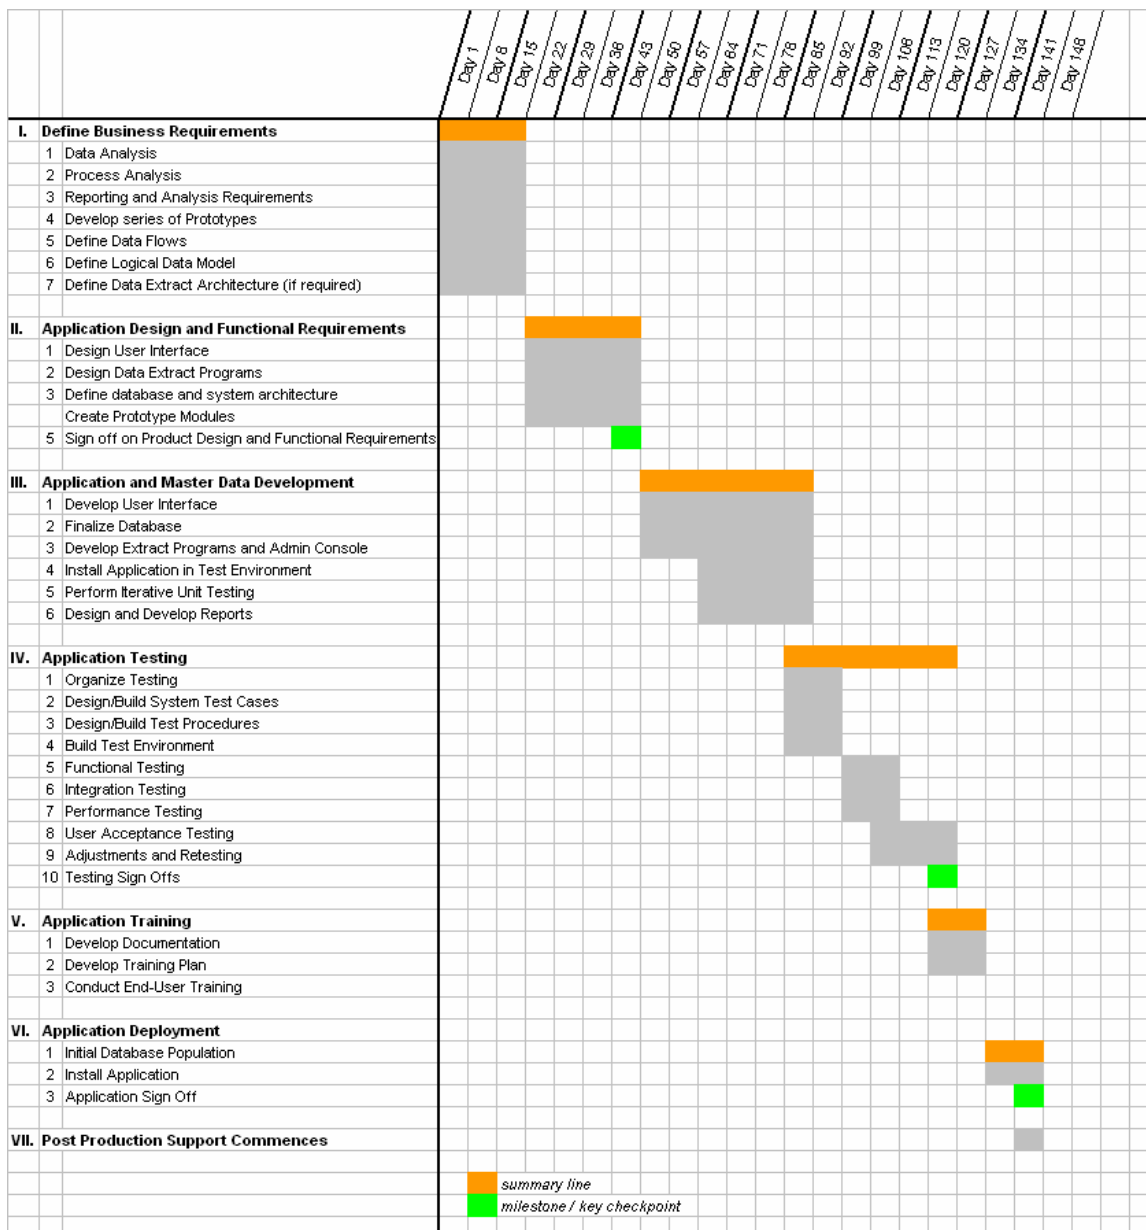 Day 1
Day 8
Day 15
Day 22
Day 29
Day 36
Day 43
Day 50
Day 57
Day 64
Day 71
Day 78
Day 85
Day 92
Day 99
Day 106
Day 113
Day 120
Day 127
Day 134
Day 141
Day 148
I. Define Business Requirements
1 Data Analysis
2 Process Analysis
3 Reporting and Analysis Requirements
4 Develop series of Prototypes
5 Define Data Flows
6 Define Logical Data Model
7 Define Data Extract Architecture (if required)
II. Application Design and Functional Requirements
1 Design User Interface
2 Design Data Extract Programs
3 Define database and system architecture
Create Prototype Modules
5 Sign off on Product Design and Functional Requirements
III. Application and Master Data Development
1 Develop User Interface
2 Finalize Database
3 Develop Extract Programs and Admin Console
4 Install Application in Test Environment
5 Perform Iterative Unit Testing
6 Design and Develop Reports
IV. Application Testing
1 Organize Testing
2 Design/Build System Test Cases
3 Design/Build Test Procedures
4 Build Test Environment
5 Functional Testing
6 Integration Testing
7 Performance Testing
8 User Acceptance Testing
9 Adjustments and Retesting
10 Testing Sign Offs
V. Application Training
1 Develop Documentation
2 Develop Training Plan
3 Conduct End-User Training
VI. Application Deployment
1 Initial Database Population
2 Install Application
3 Application Sign Off
VII. Post Production Support Commences
summary line
milestone / key checkpoint